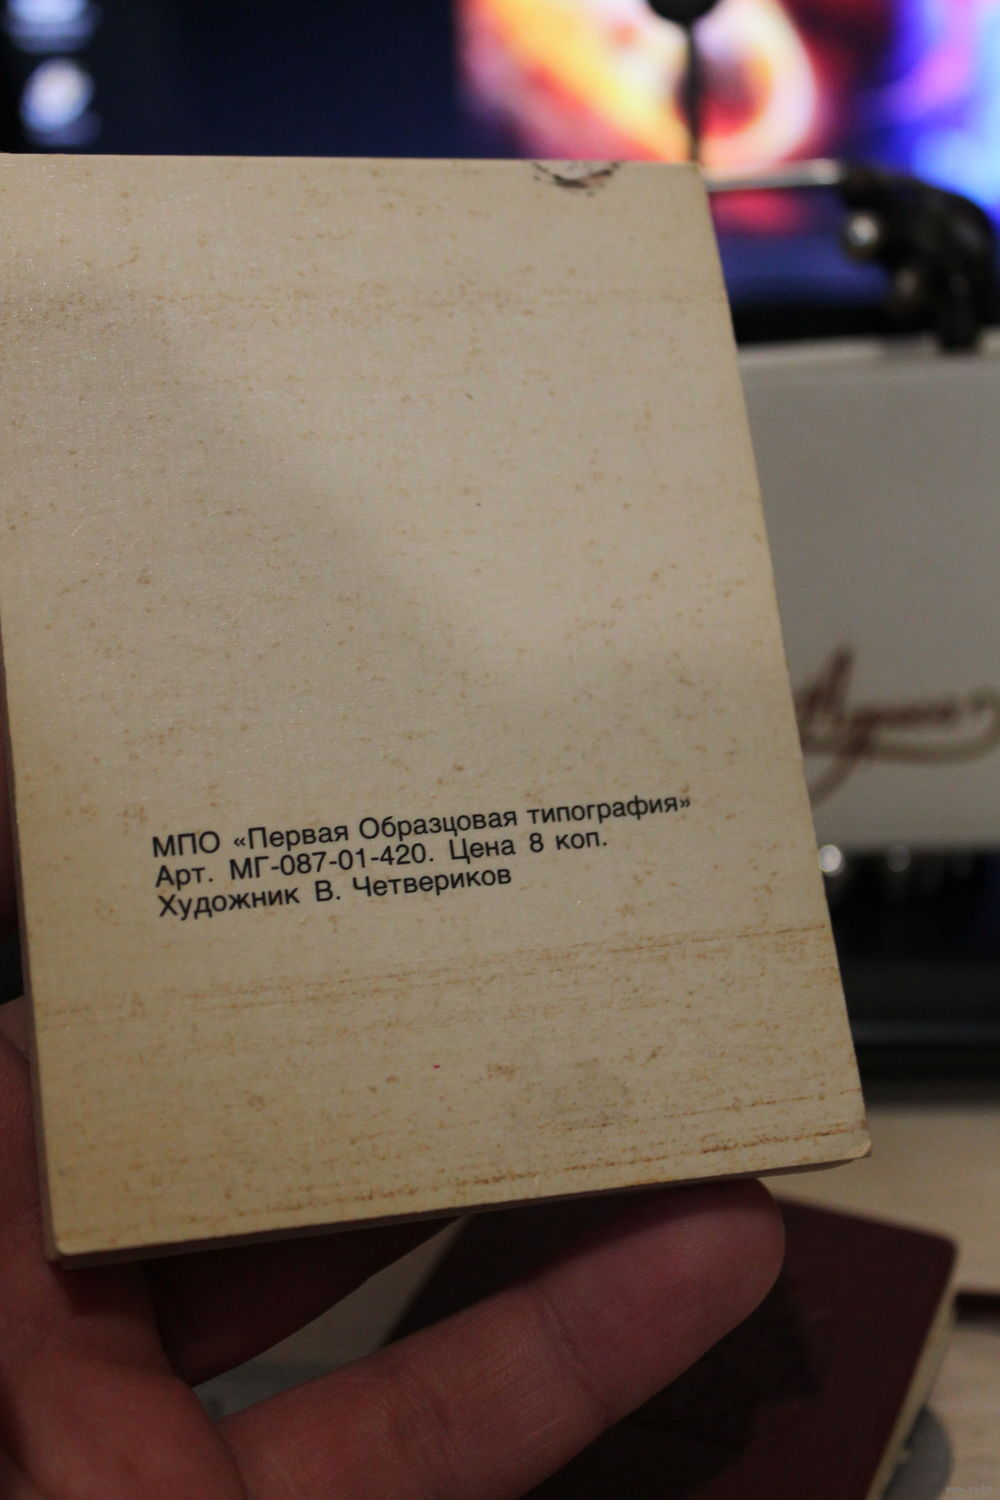 МПО «Первая Образцовая типография»
Арт. МГ-087-01-420. Цена 8 коп.
Художник В. Четвериков